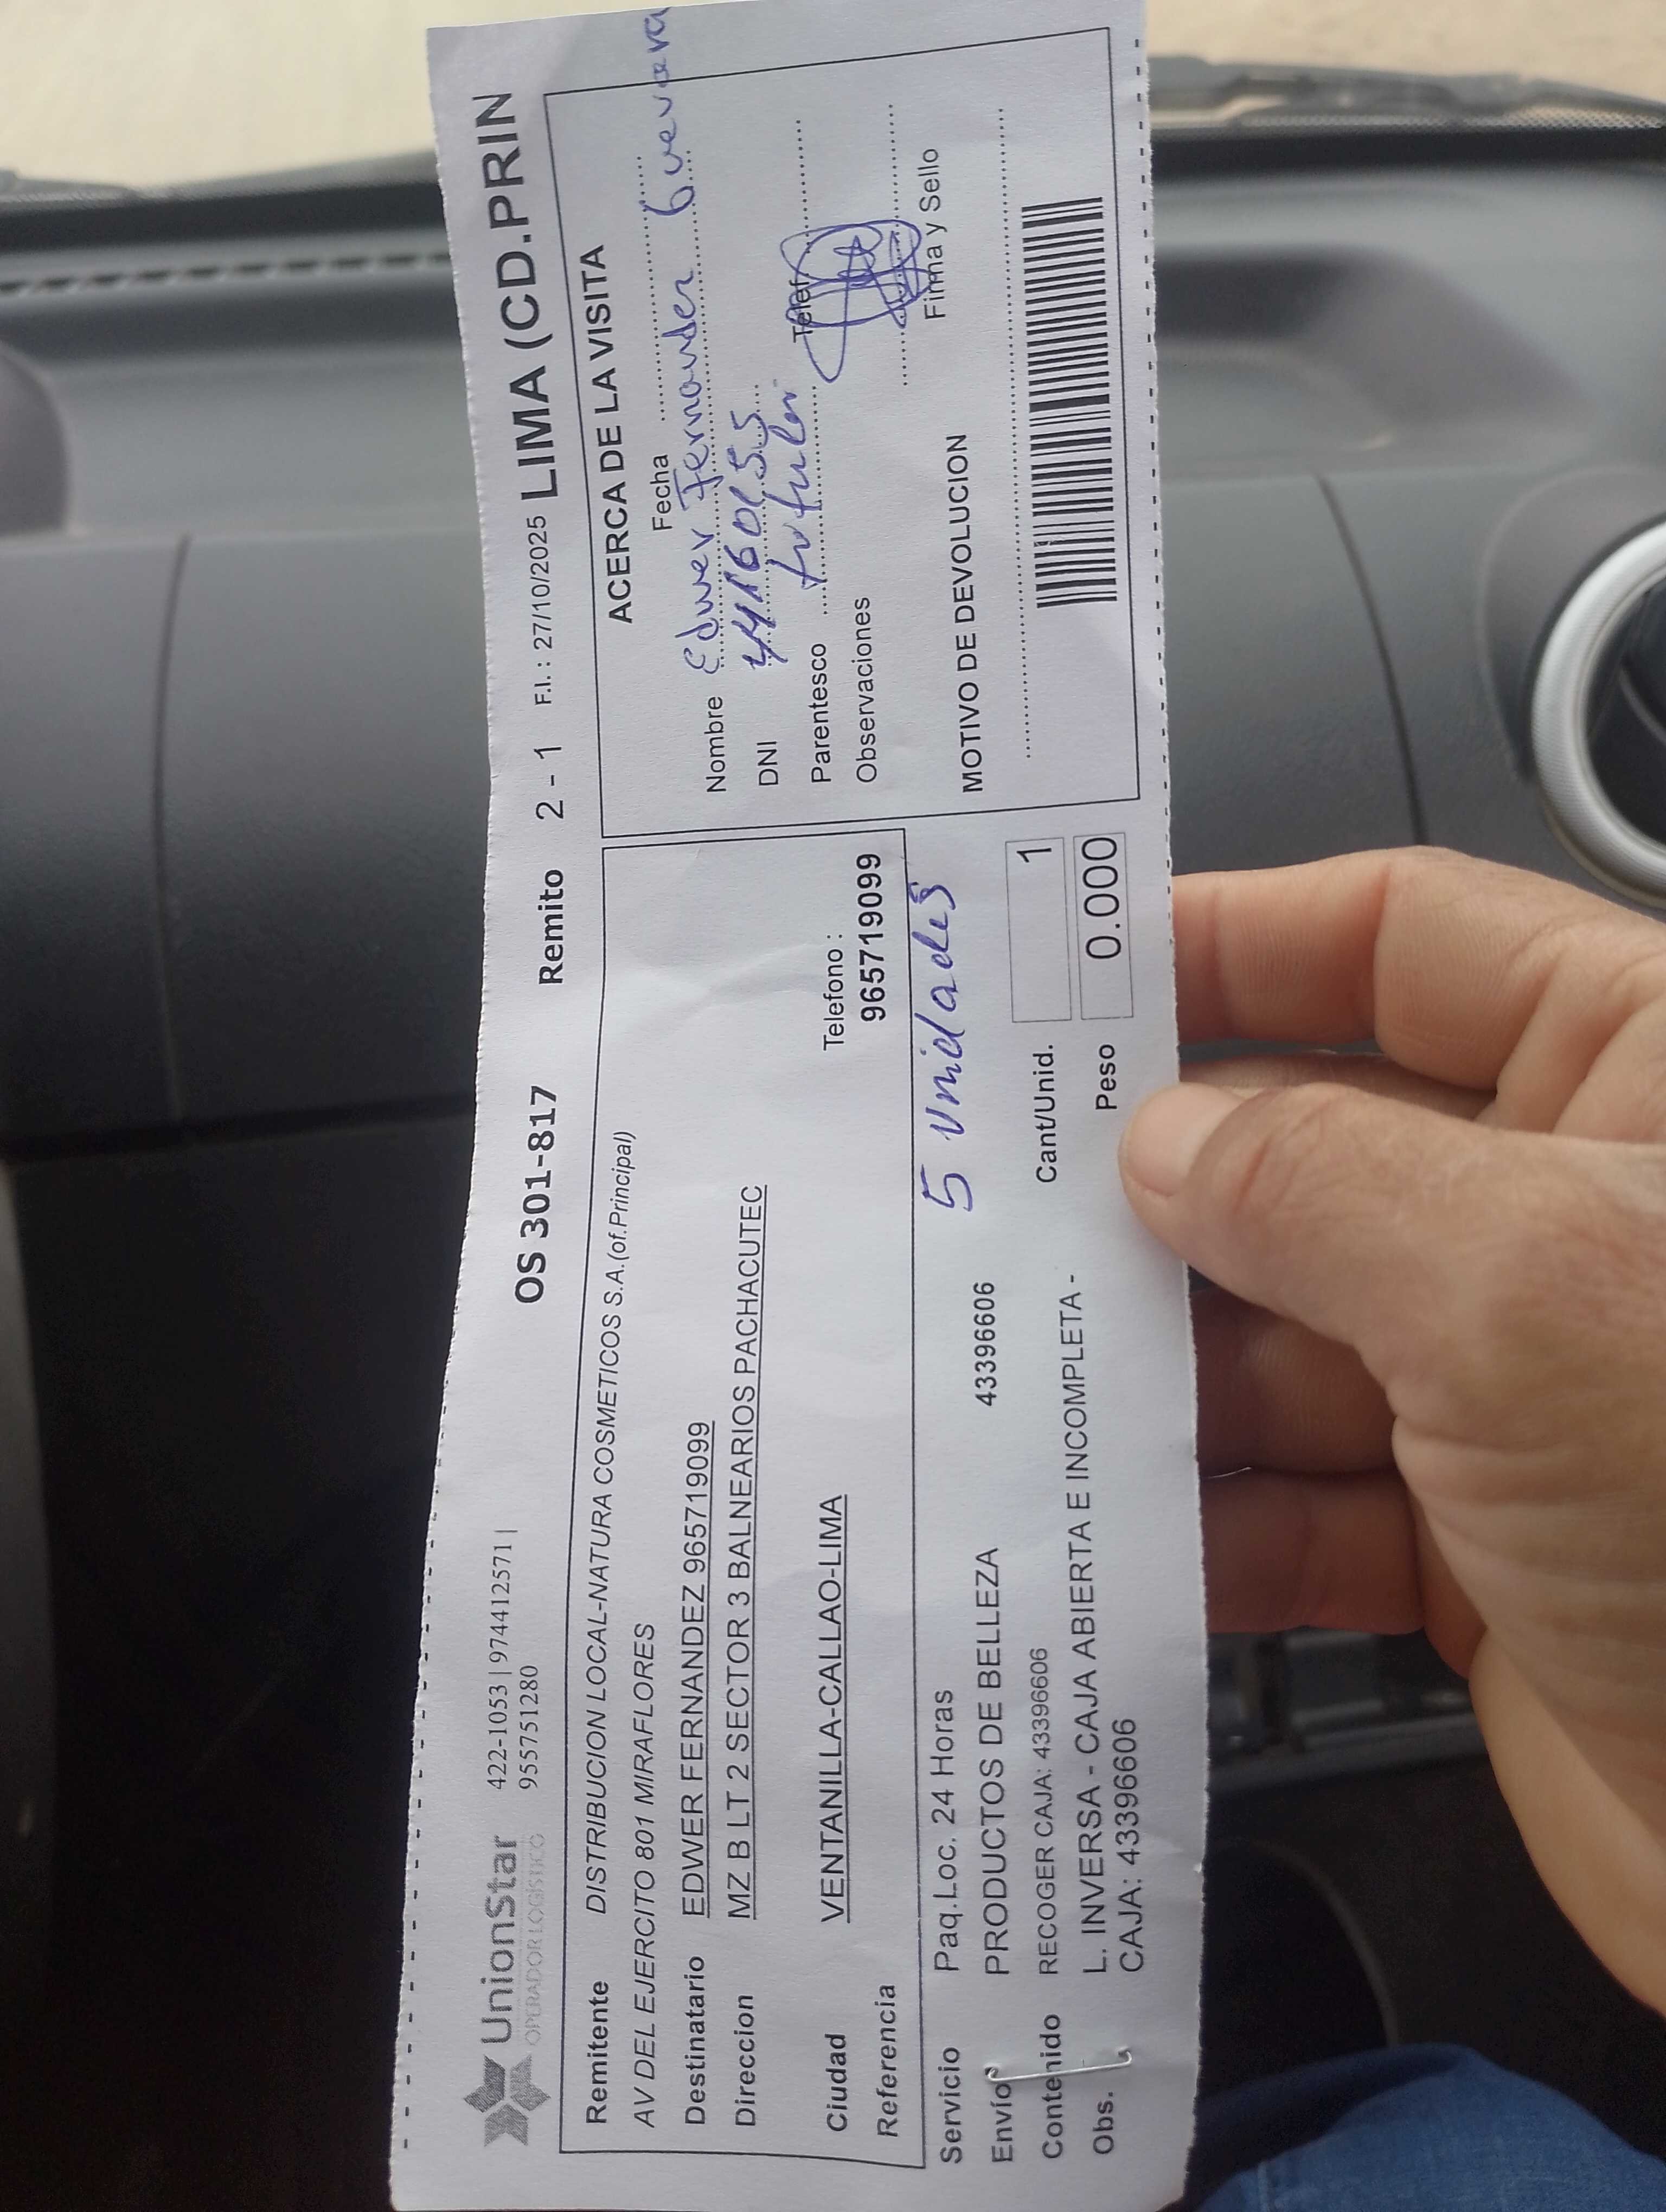 UnionStar
OPERADOR LOGÍSTICO
422-1053 | 974412571 |
955751280
OS 301-817
Remito 2 - 1 F.I. : 27/10/2025 LIMA (CD.PRIN
Remitente DISTRIBUCION LOCAL-NATURA COSMETICOS S.A.(of.Principal)
AV DEL EJERCITO 801 MIRAFLORES
Destinatario EDWER FERNANDEZ 965719099
Direccion MZ B LT 2 SECTOR 3 BALNEARIOS PACHACUTEC
Ciudad VENTANILLA-CALLAO-LIMA
Telefono :
965719099
Referencia
Servicio Paq.Loc. 24 Horas
5 unidades
Envío PRODUCTOS DE BELLEZA 43396606
Contenido RECOGER CAJA: 43396606
Cant/Unid. 1
Obs. L. INVERSA - CAJA ABIERTA E INCOMPLETA -
CAJA: 43396606
Peso 0.000
ACERCA DE LA VISITA
Fecha
Nombre Edwer Fernandez Guevara
DNI
Parentesco titular Telef
Observaciones
Firma y Sello
MOTIVO DE DEVOLUCION